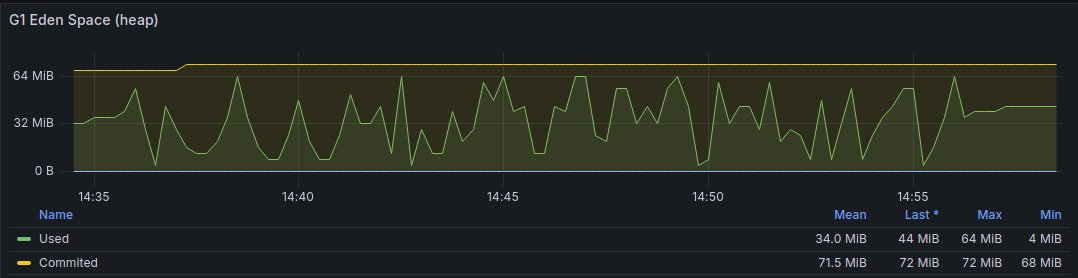 G1 Eden Space (heap)
64 MiB
32 MiB
0 B
14:35 14:40 14:45 14:50 14:55
Name Mean Last * Max Min
Used 34.0 MiB 44 MiB 64 MiB 4 MiB
Commited 71.5 MiB 72 MiB 72 MiB 68 MiB